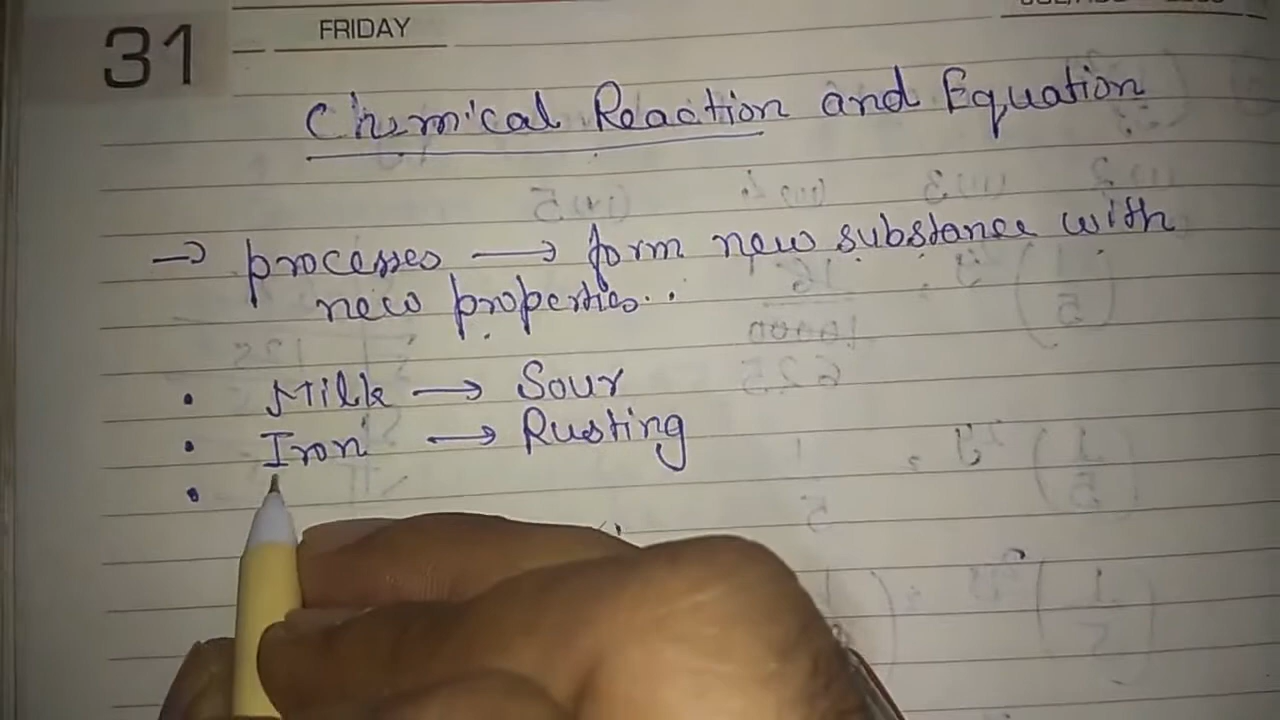 31
FRIDAY
Chemical Reaction and Equation
→ processes → form new substance with
new properties..
• Milk → Sour
• Iron → Rusting
•